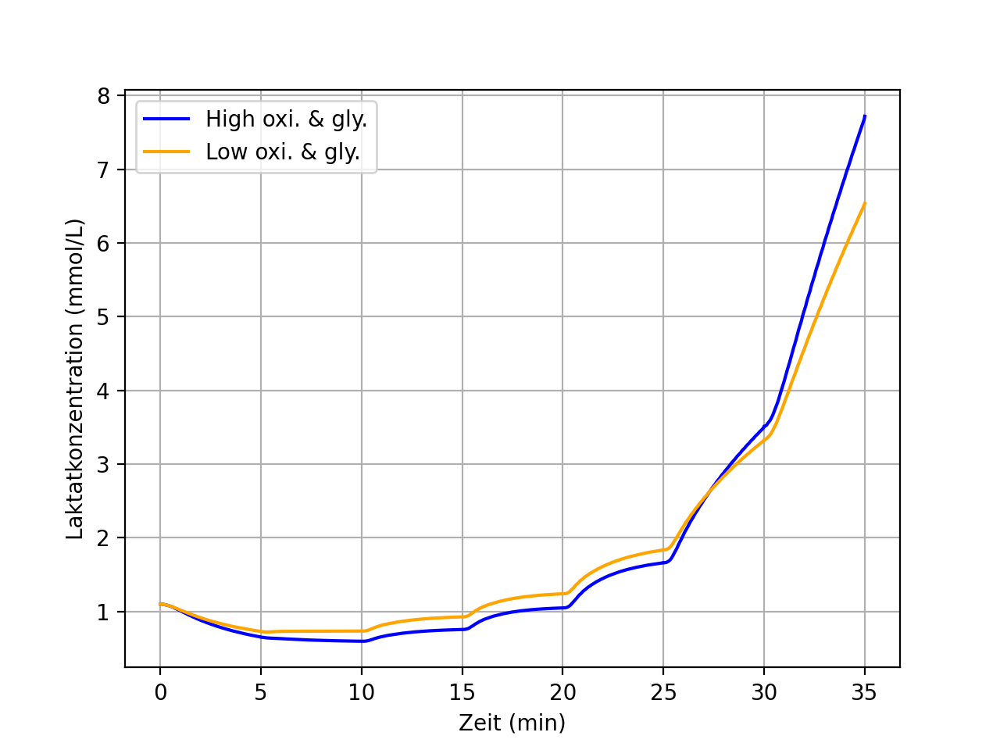 High oxi. & gly.
Low oxi. & gly.
Laktatkonzentration (mmol/L)
8
7
6
5
4
3
2
1
0 5 10 15 20 25 30 35
Zeit (min)